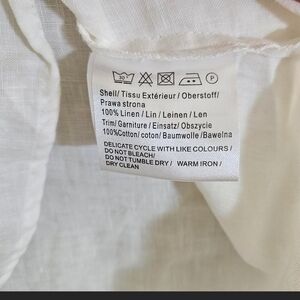 P
Shell/ Tissu Extérieur/ Oberstoff/
Prawa strona
100% Linen/ Lin / Leinen / Len
Trim/ Garniture / Einsatz/ Obszycie
100%Cotton/ coton/ Baumwolle /Bawelna
DELICATE CYCLE WITH LIKE COLOURS /
DO NOT BLEACH/
DO NOT TUMBLE DRY / WARM IRON /
DRY CLEAN